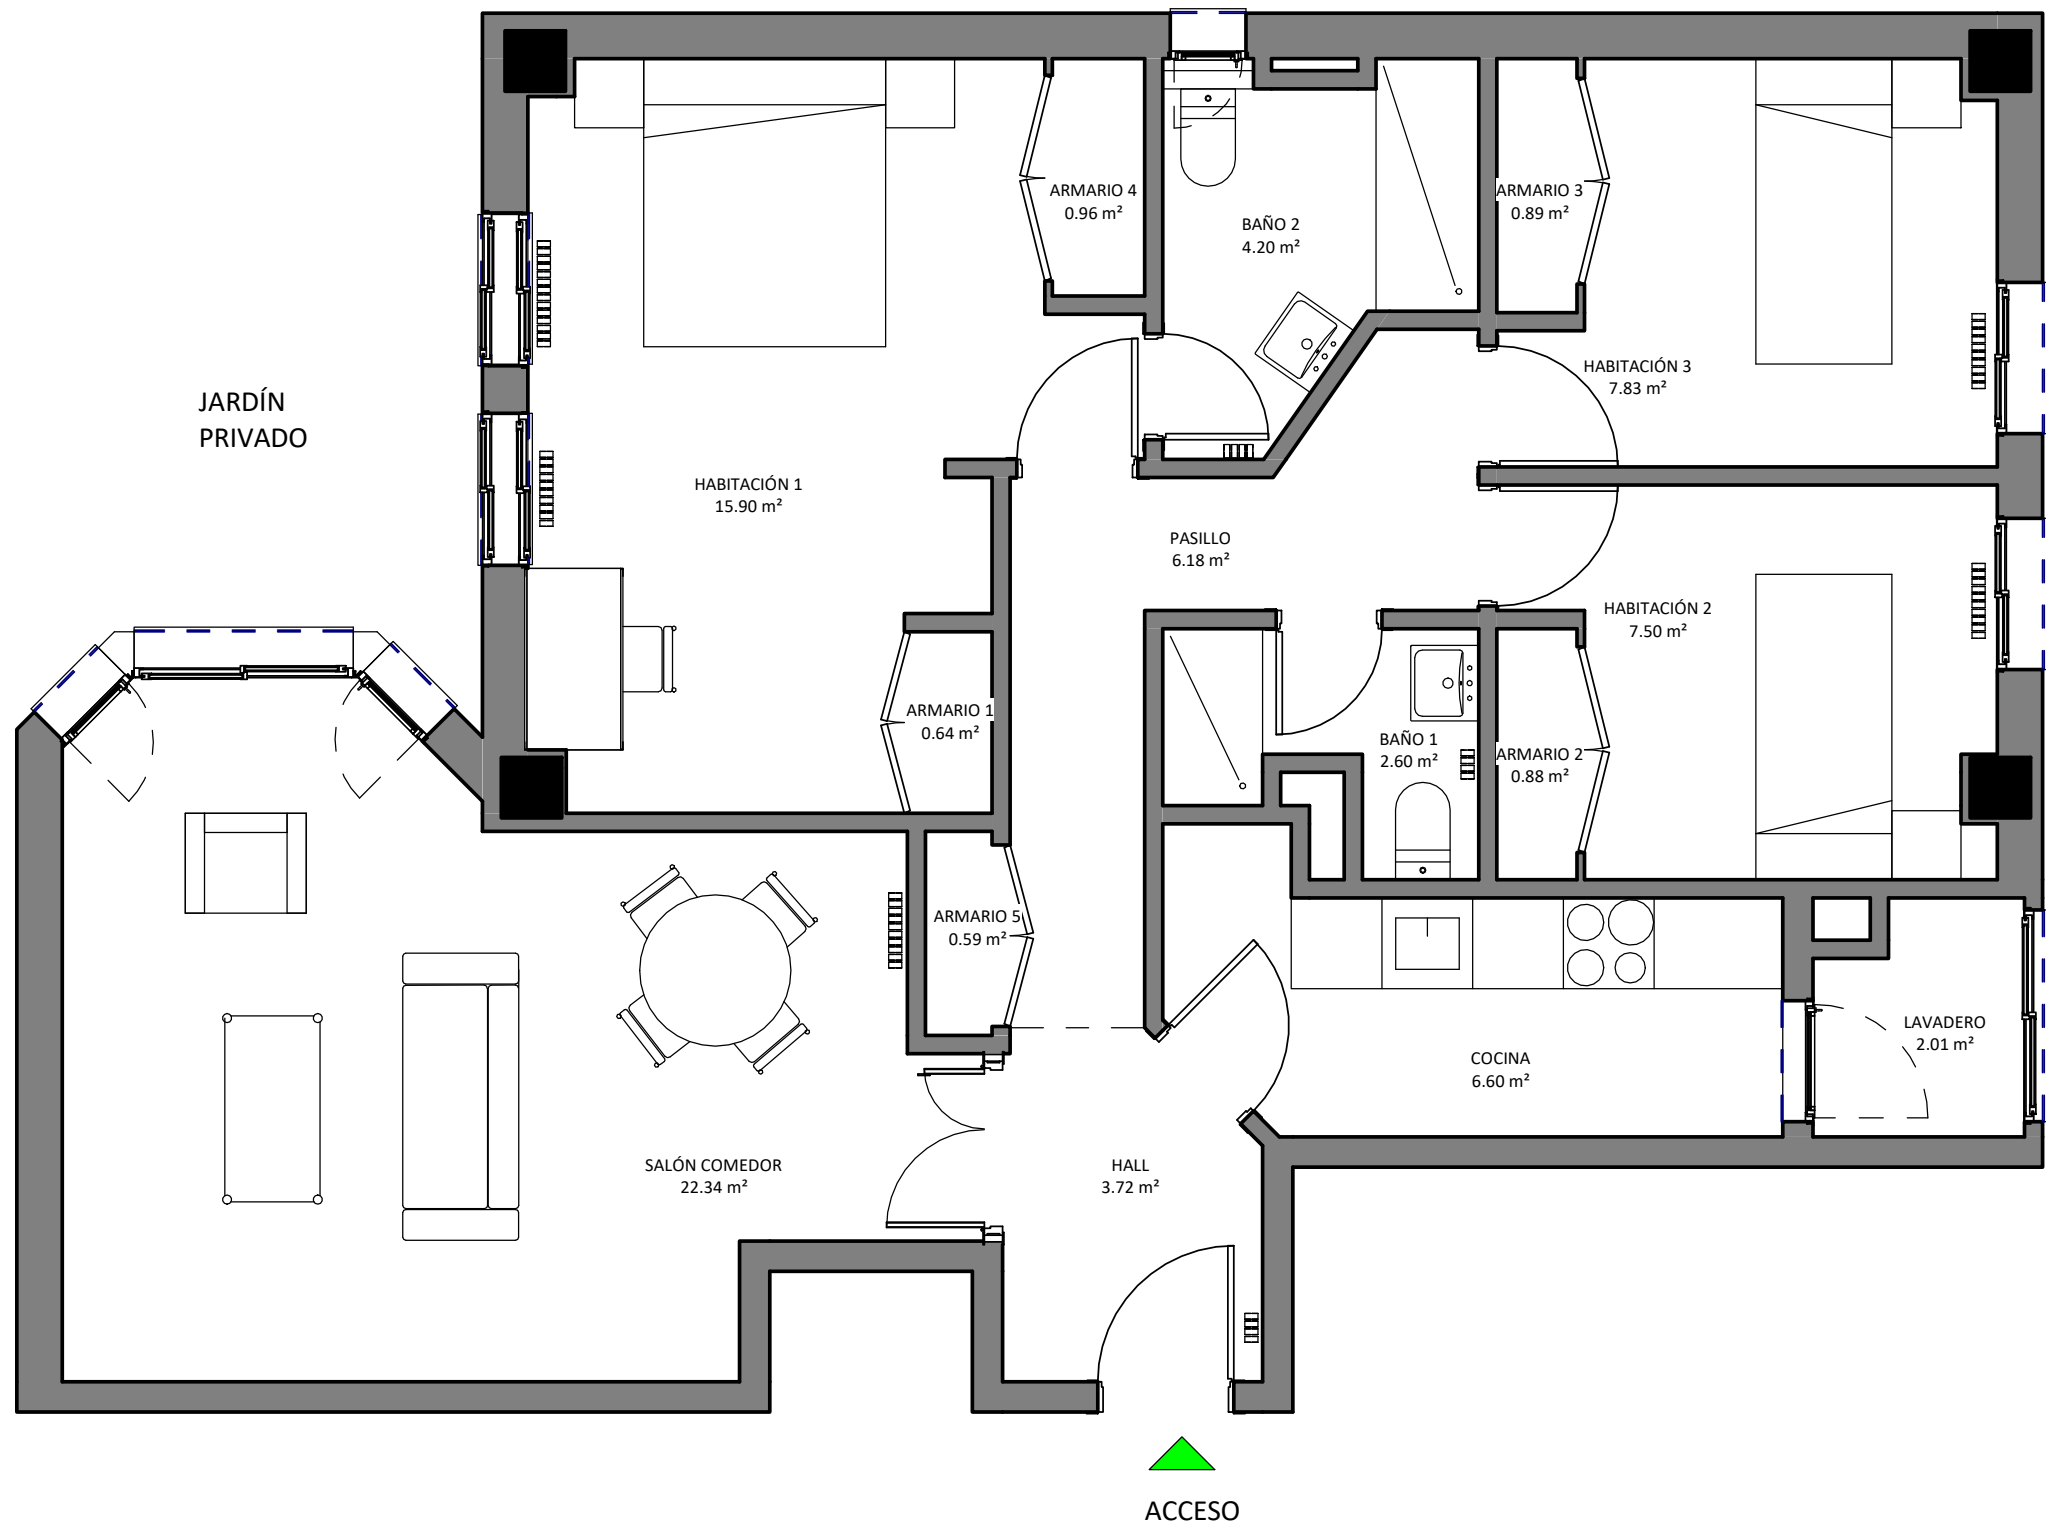 ARMARIO 4
0.96 m²
ARMARIO 3
0.89 m²
BAÑO 2
4.20 m²
HABITACIÓN 3
7.83 m²
JARDÍN
PRIVADO
HABITACIÓN 1
15.90 m²
PASILLO
6.18 m²
HABITACIÓN 2
7.50 m²
ARMARIO 1
0.64 m²
BAÑO 1
2.60 m²
ARMARIO 2
0.88 m²
ARMARIO 5
0.59 m²
LAVADERO
2.01 m²
COCINA
6.60 m²
SALÓN COMEDOR
22.34 m²
HALL
3.72 m²
ACCESO